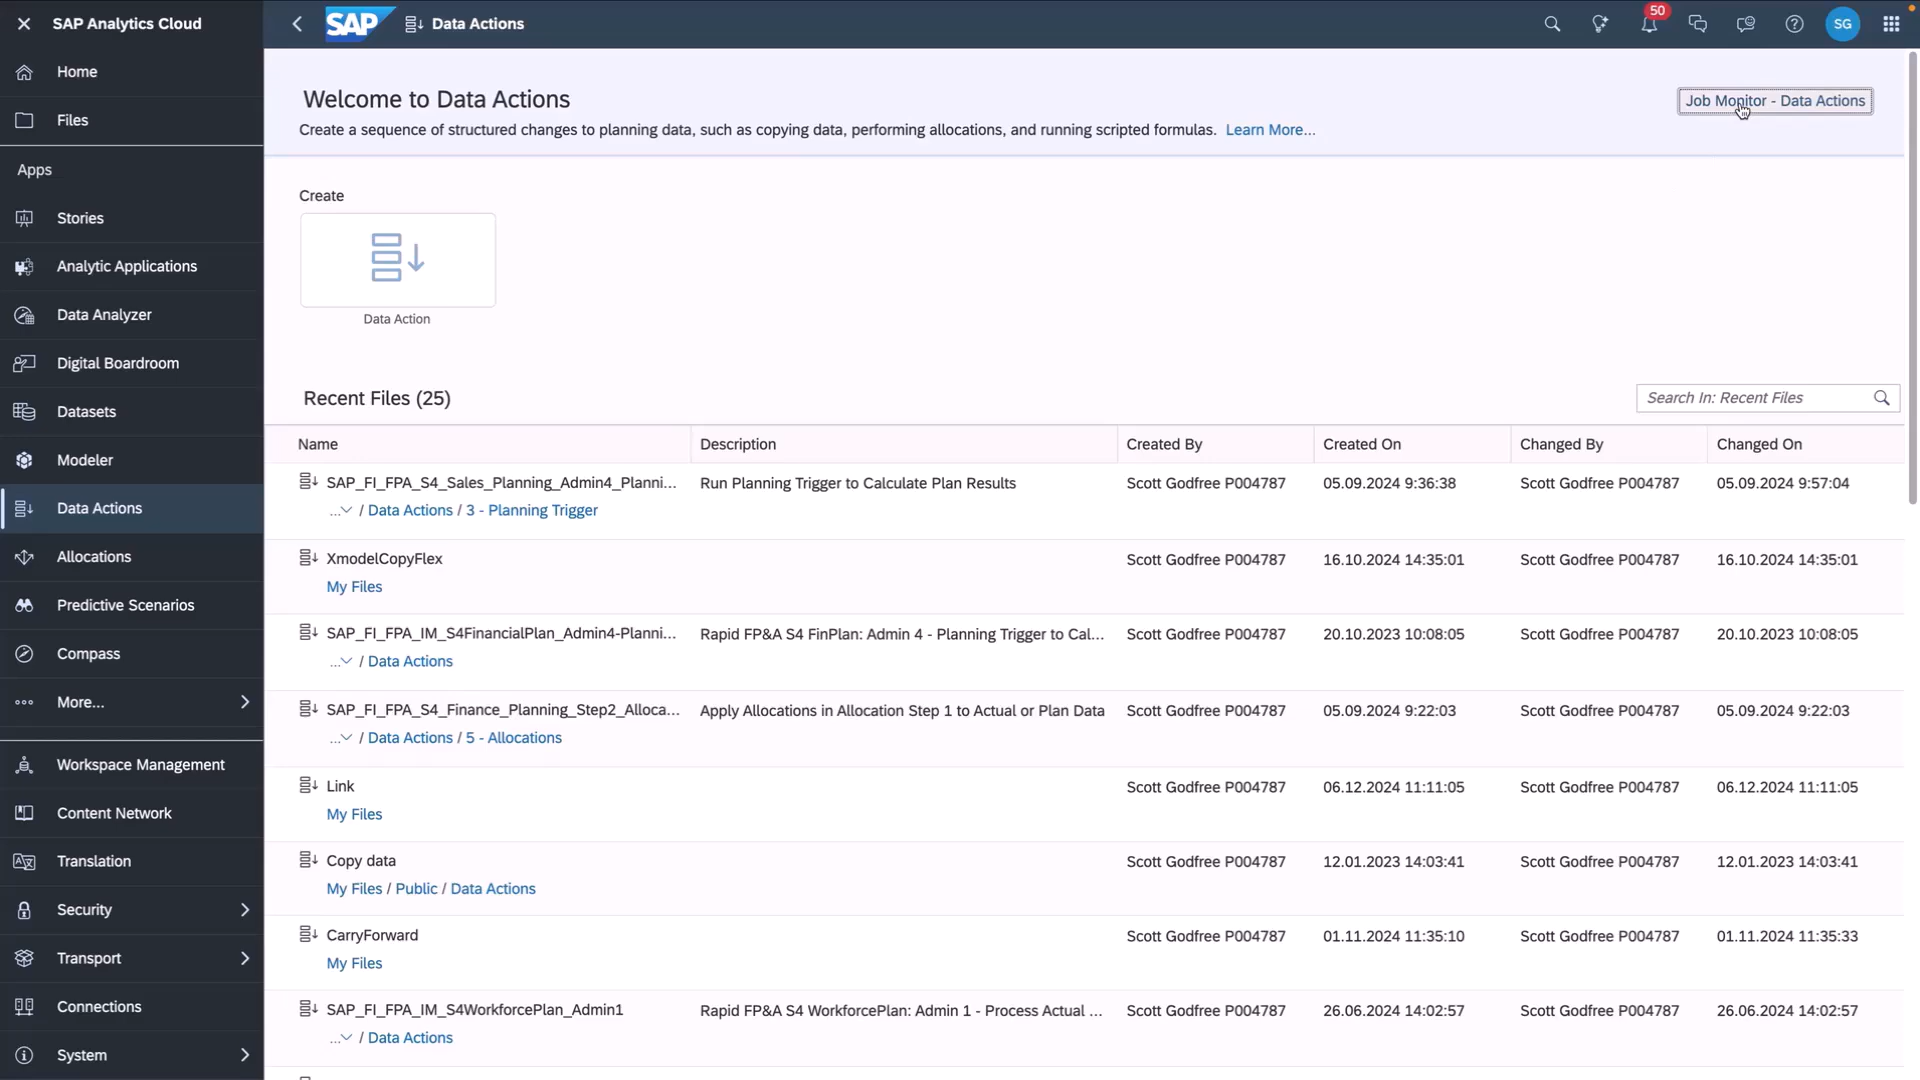 SAP Analytics Cloud
Home
Files
Apps
Stories
Analytic Applications
Data Analyzer
Digital Boardroom
Datasets
Modeler
Data Actions
Allocations
Predictive Scenarios
Compass
More...
Workspace Management
Content Network
Translation
Security
Transport
Connections
System
SAP Data Actions
50
SG
Welcome to Data Actions
Job Monitor - Data Actions
Create a sequence of structured changes to planning data, such as copying data, performing allocations, and running scripted formulas. Learn More...
Create
Data Action
Recent Files (25)
Search In: Recent Files
Name Description Created By Created On Changed By Changed On
SAP_FI_FPA_S4_Sales_Planning_Admin4_Planni... Run Planning Trigger to Calculate Plan Results Scott Godfree P004787 05.09.2024 9:36:38 Scott Godfree P004787 05.09.2024 9:57:04
... / Data Actions / 3 - Planning Trigger
XmodelCopyFlex Scott Godfree P004787 16.10.2024 14:35:01 Scott Godfree P004787 16.10.2024 14:35:01
My Files
SAP_FI_FPA_IM_S4FinancialPlan_Admin4-Planni... Rapid FP&A S4 FinPlan: Admin 4 - Planning Trigger to Cal... Scott Godfree P004787 20.10.2023 10:08:05 Scott Godfree P004787 20.10.2023 10:08:05
... / Data Actions
SAP_FI_FPA_S4_Finance_Planning_Step2_Alloca... Apply Allocations in Allocation Step 1 to Actual or Plan Data Scott Godfree P004787 05.09.2024 9:22:03 Scott Godfree P004787 05.09.2024 9:22:03
... / Data Actions / 5 - Allocations
Link Scott Godfree P004787 06.12.2024 11:11:05 Scott Godfree P004787 06.12.2024 11:11:05
My Files
Copy data Scott Godfree P004787 12.01.2023 14:03:41 Scott Godfree P004787 12.01.2023 14:03:41
My Files / Public / Data Actions
CarryForward Scott Godfree P004787 01.11.2024 11:35:10 Scott Godfree P004787 01.11.2024 11:35:33
My Files
SAP_FI_FPA_IM_S4WorkforcePlan_Admin1 Rapid FP&A S4 WorkforcePlan: Admin 1 - Process Actual ... Scott Godfree P004787 26.06.2024 14:02:57 Scott Godfree P004787 26.06.2024 14:02:57
... / Data Actions